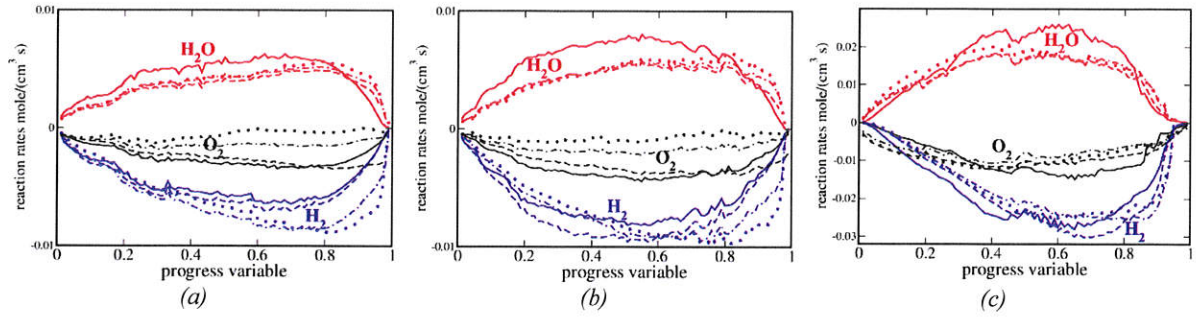 0.01
0
-0.01
reaction rates mole/(cm³ s)
H₂O
O₂
H₂
0 0.2 0.4 0.6 0.8 1
progress variable
(a)
0.01
0
-0.01
reaction rates mole/(cm³ s)
H₂O
O₂
H₂
0 0.2 0.4 0.6 0.8 1
progress variable
(b)
0.02
0.01
0
-0.01
-0.02
-0.03
reaction rates mole/(cm³ s)
H₂O
O₂
H₂
0 0.2 0.4 0.6 0.8 1
progress variable
(c)